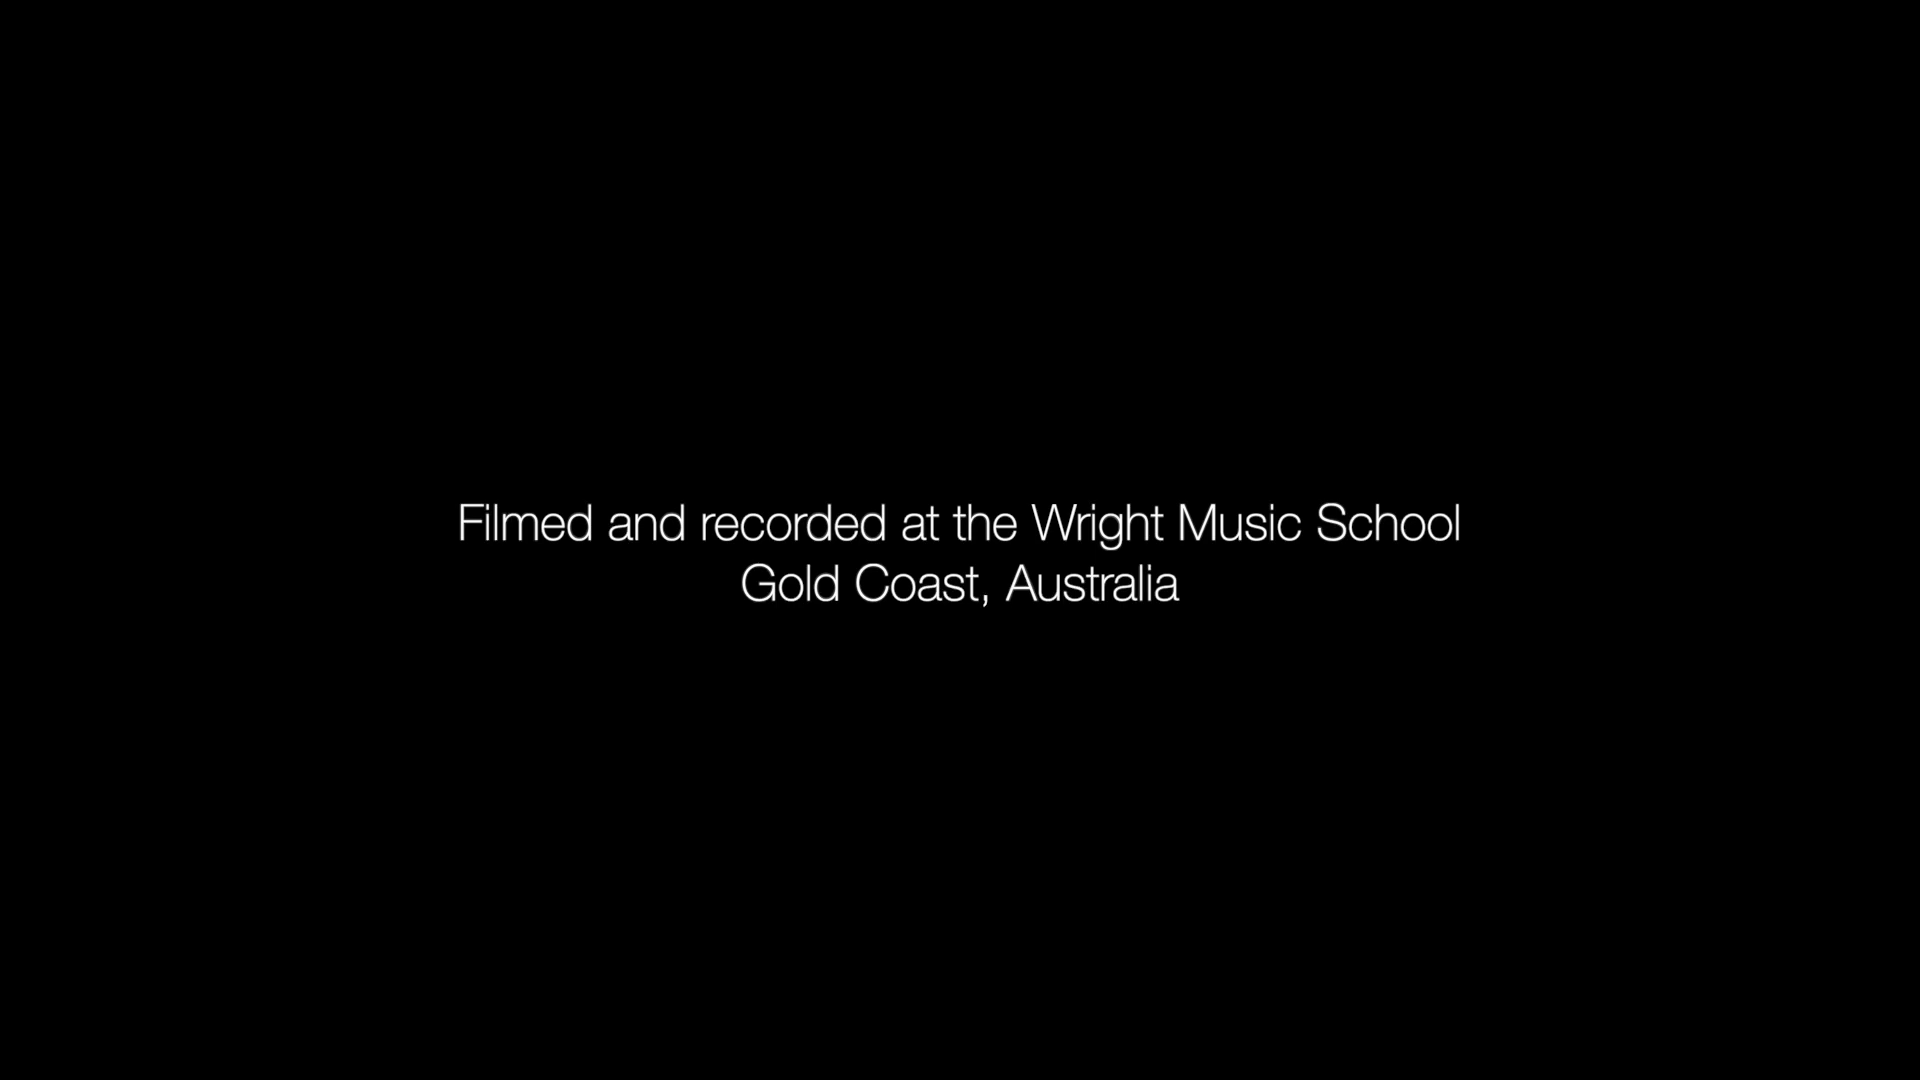 Filmed and recorded at the Wright Music School
Gold Coast, Australia